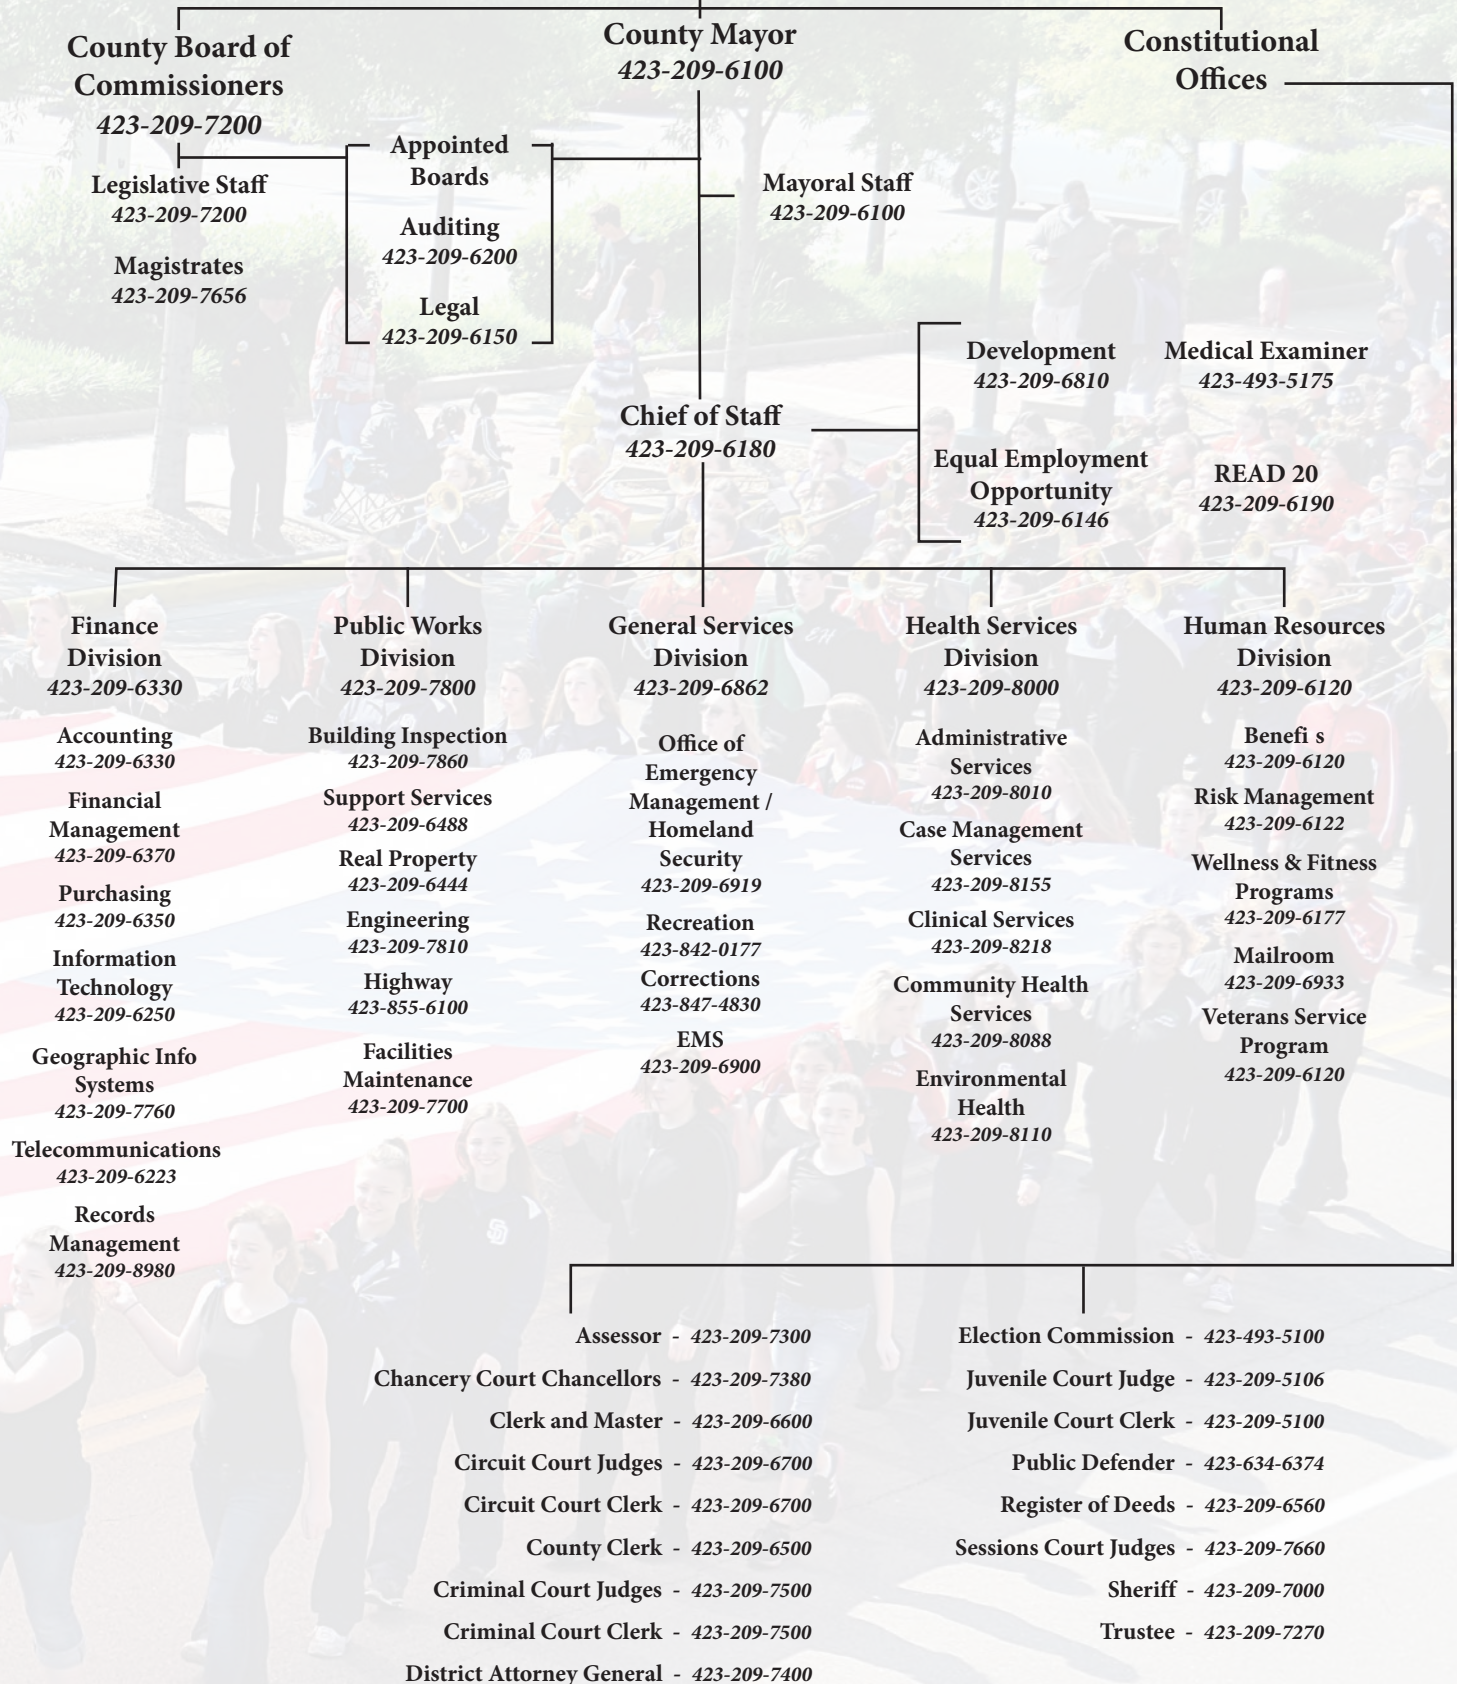 County Board of
Commissioners
423-209-7200
Legislative Staff
423-209-7200
Magistrates
423-209-7656
Appointed
Boards
Auditing
423-209-6200
Legal
423-209-6150
County Mayor
423-209-6100
Mayoral Staff
423-209-6100
Constitutional
Offices
Chief of Staff
423-209-6180
Development
423-209-6810
Medical Examiner
423-493-5175
Equal Employment
Opportunity
423-209-6146
READ 20
423-209-6190
Finance
Division
423-209-6330
Accounting
423-209-6330
Financial
Management
423-209-6370
Purchasing
423-209-6350
Information
Technology
423-209-6250
Geographic Info
Systems
423-209-7760
Telecommunications
423-209-6223
Records
Management
423-209-8980
Public Works
Division
423-209-7800
Building Inspection
423-209-7860
Support Services
423-209-6488
Real Property
423-209-6444
Engineering
423-209-7810
Highway
423-855-6100
Facilities
Maintenance
423-209-7700
General Services
Division
423-209-6862
Office of
Emergency
Management /
Homeland
Security
423-209-6919
Recreation
423-842-0177
Corrections
423-847-4830
EMS
423-209-6900
Health Services
Division
423-209-8000
Administrative
Services
423-209-8010
Case Management
Services
423-209-8155
Clinical Services
423-209-8218
Community Health
Services
423-209-8088
Environmental
Health
423-209-8110
Human Resources
Division
423-209-6120
Benefi s
423-209-6120
Risk Management
423-209-6122
Wellness & Fitness
Programs
423-209-6177
Mailroom
423-209-6933
Veterans Service
Program
423-209-6120
Assessor - 423-209-7300
Chancery Court Chancellors - 423-209-7380
Clerk and Master - 423-209-6600
Circuit Court Judges - 423-209-6700
Circuit Court Clerk - 423-209-6700
County Clerk - 423-209-6500
Criminal Court Judges - 423-209-7500
Criminal Court Clerk - 423-209-7500
District Attorney General - 423-209-7400
Election Commission - 423-493-5100
Juvenile Court Judge - 423-209-5106
Juvenile Court Clerk - 423-209-5100
Public Defender - 423-634-6374
Register of Deeds - 423-209-6560
Sessions Court Judges - 423-209-7660
Sheriff - 423-209-7000
Trustee - 423-209-7270